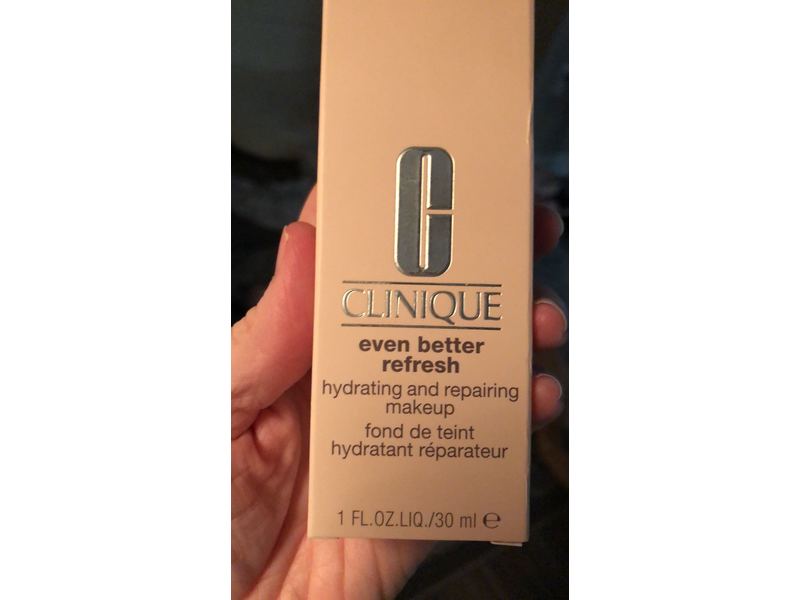 C
CLINIQUE
even better
refresh
hydrating and repairing
makeup
fond de teint
hydratant réparateur
1 FL.OZ.LIQ./30 ml ℮